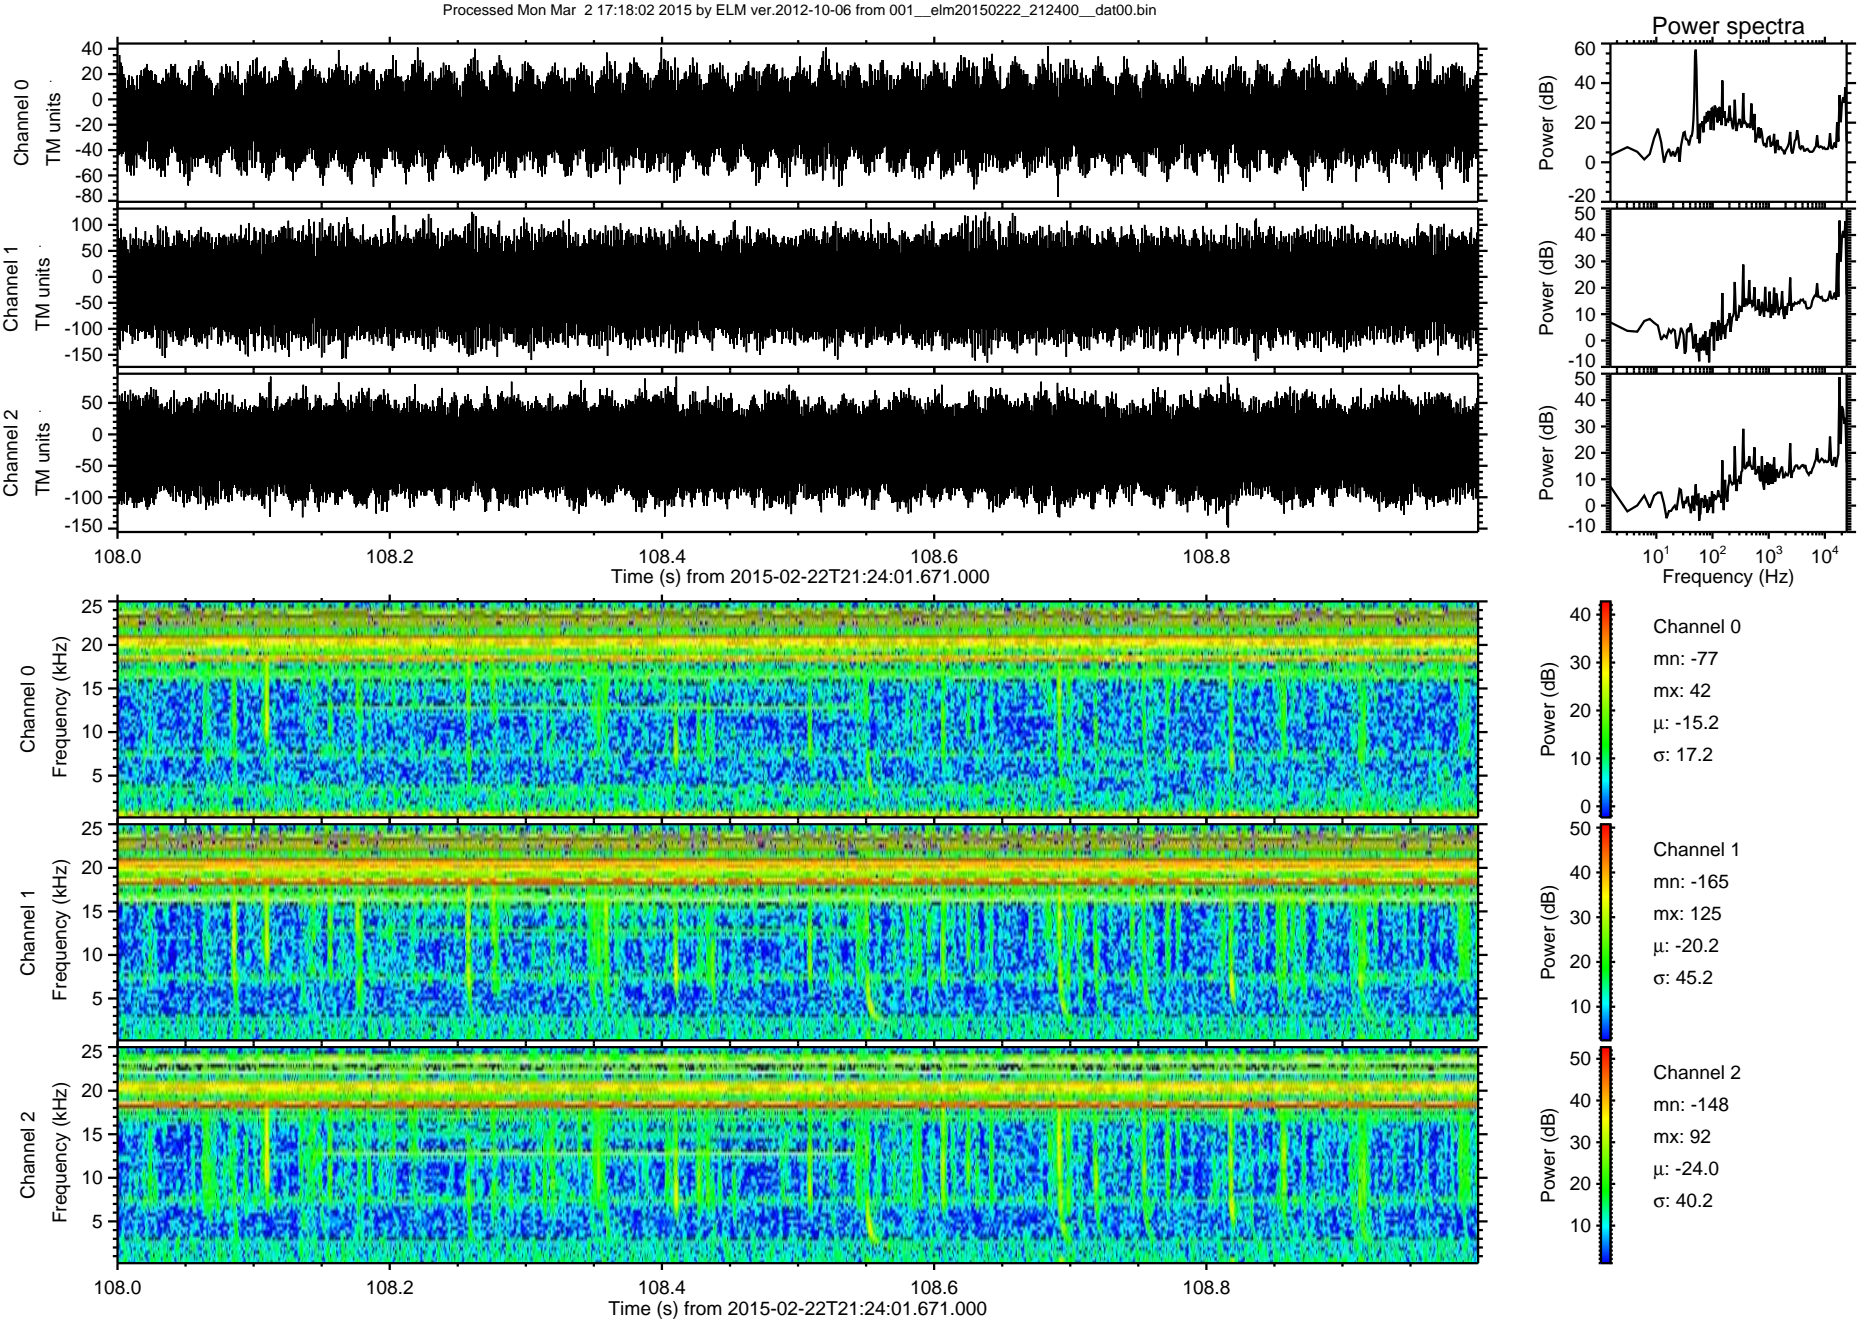 Processed Mon Mar  2 17:18:02 2015 by ELM ver.2012-10-06 from 001__elm20150222_212400__dat00.bin
Power spectra
Channel 0
TM units
40
20
0
-20
-40
-60
-80
Power (dB)
60
40
20
0
-20
Channel 1
TM units
100
50
0
-50
-100
-150
Power (dB)
50
40
30
20
10
0
-10
Channel 2
TM units
50
0
-50
-100
-150
Power (dB)
50
40
30
20
10
0
-10
108.0 108.2 108.4 108.6 108.8
Time (s) from 2015-02-22T21:24:01.671.000
10¹ 10² 10³ 10⁴
Frequency (Hz)
Channel 0
Frequency (kHz)
25
20
15
10
5
Power (dB)
40
30
20
10
0
Channel 0
mn: -77
mx: 42
µ: -15.2
σ: 17.2
Channel 1
Frequency (kHz)
25
20
15
10
5
Power (dB)
50
40
30
20
10
Channel 1
mn: -165
mx: 125
µ: -20.2
σ: 45.2
Channel 2
Frequency (kHz)
25
20
15
10
5
Power (dB)
50
40
30
20
10
Channel 2
mn: -148
mx: 92
µ: -24.0
σ: 40.2
108.0 108.2 108.4 108.6 108.8
Time (s) from 2015-02-22T21:24:01.671.000